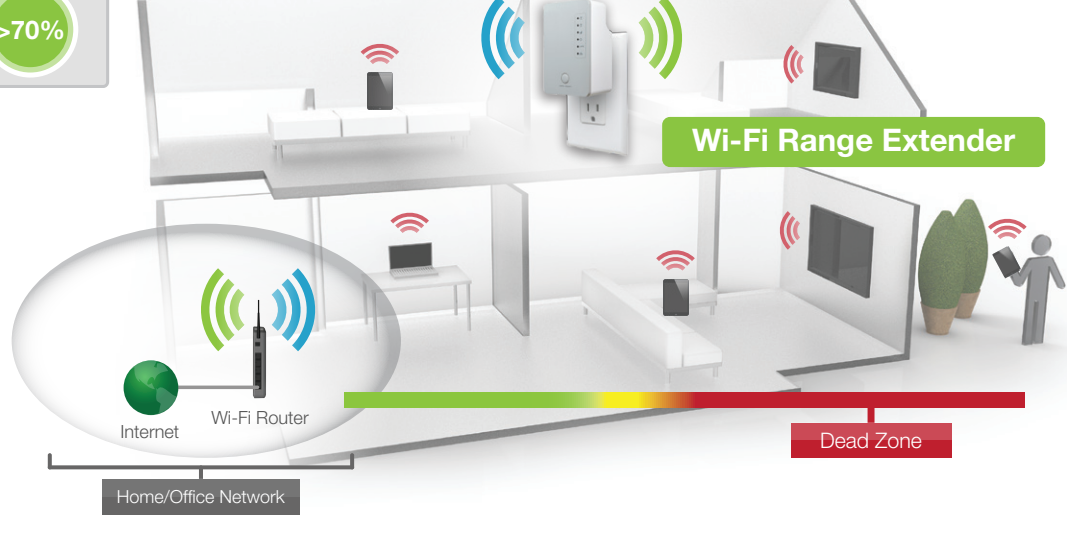 >70%
Wi-Fi Range Extender
Wi-Fi Router
Internet
Dead Zone
Home/Office Network